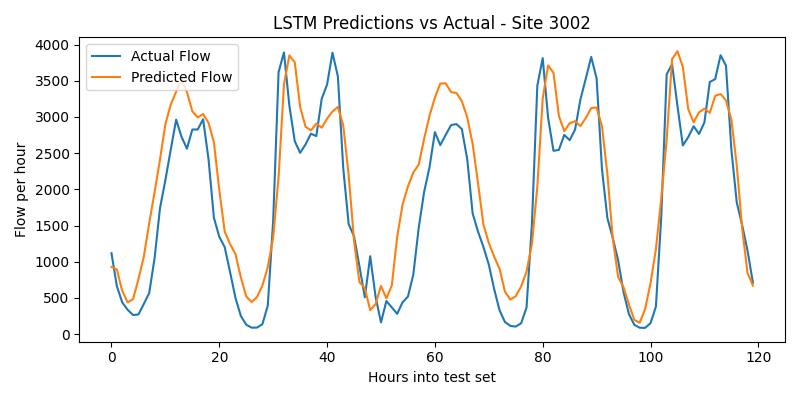 LSTM Predictions vs Actual - Site 3002
Actual Flow
Predicted Flow
Flow per hour
4000
3500
3000
2500
2000
1500
1000
500
0
0 20 40 60 80 100 120
Hours into test set